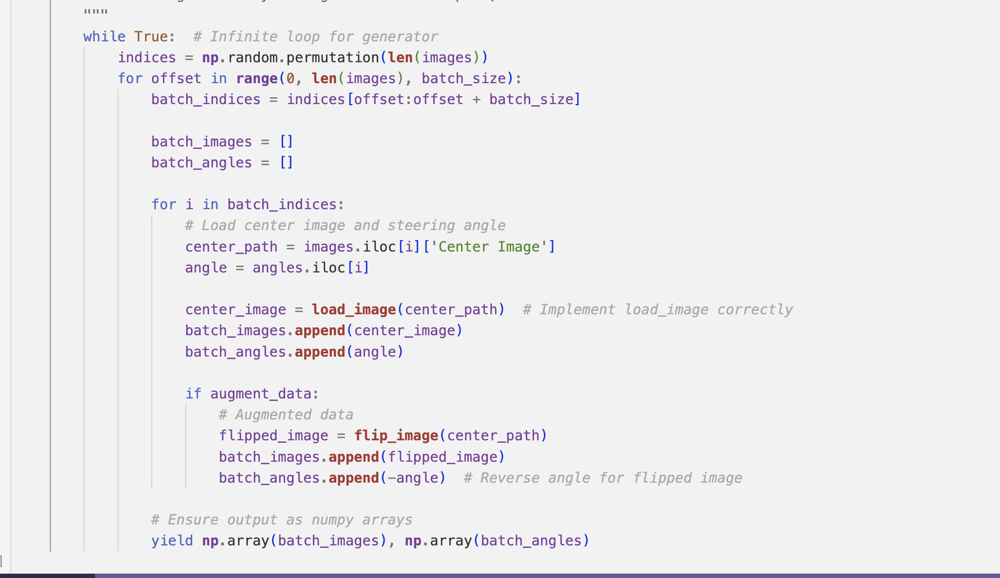 """
while True:  # Infinite loop for generator
    indices = np.random.permutation(len(images))
    for offset in range(0, len(images), batch_size):
        batch_indices = indices[offset:offset + batch_size]
        batch_images = []
        batch_angles = []
        for i in batch_indices:
            # Load center image and steering angle
            center_path = images.iloc[i]['Center Image']
            angle = angles.iloc[i]
            center_image = load_image(center_path)  # Implement load_image correctly
            batch_images.append(center_image)
            batch_angles.append(angle)
            if augment_data:
                # Augmented data
                flipped_image = flip_image(center_path)
                batch_images.append(flipped_image)
                batch_angles.append(-angle)  # Reverse angle for flipped image
        # Ensure output as numpy arrays
        yield np.array(batch_images), np.array(batch_angles)
]